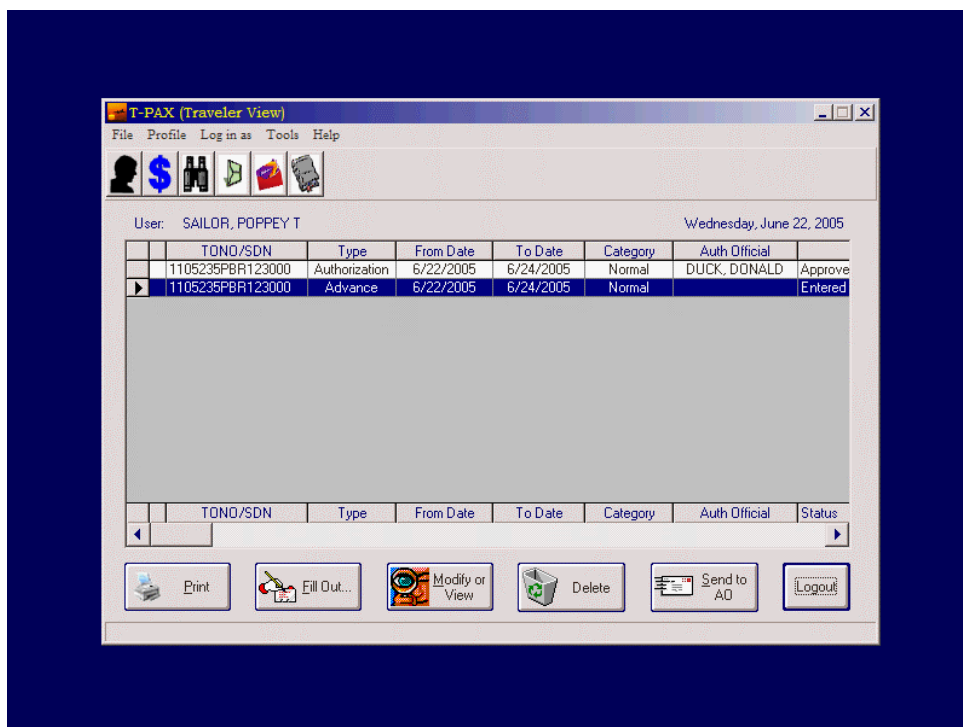 T-PAX (Traveler View)
File Profile Log in as Tools Help
User: SAILOR, POPPEY T Wednesday, June 22, 2005
TONO/SDN Type From Date To Date Category Auth Official
1105235PBR123000 Authorization 6/22/2005 6/24/2005 Normal DUCK, DONALD Approve
1105235PBR123000 Advance 6/22/2005 6/24/2005 Normal Entered
TONO/SDN Type From Date To Date Category Auth Official Status
Print Fill Out... Modify or View Delete Send to AO Logout